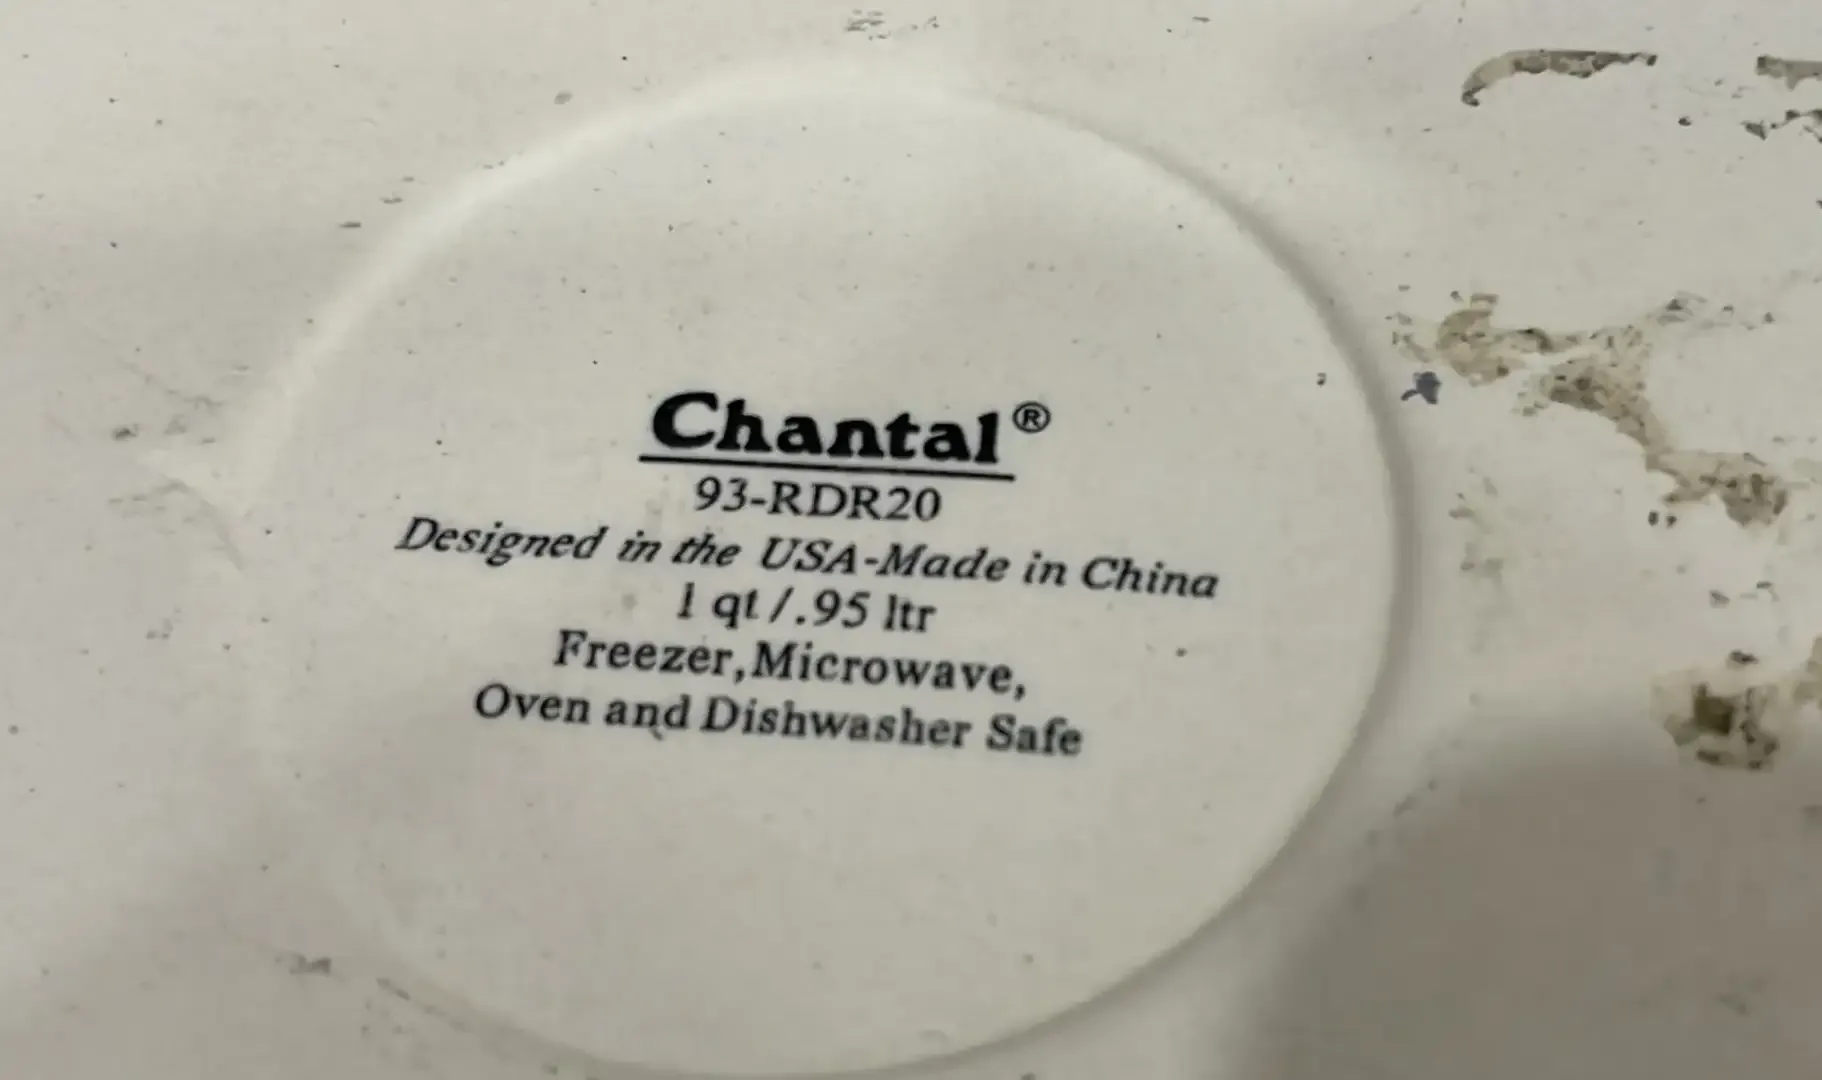 Chantal®
93-RDR20
Designed in the USA-Made in China
1 qt/.95 ltr
Freezer,Microwave,
Oven and Dishwasher Safe